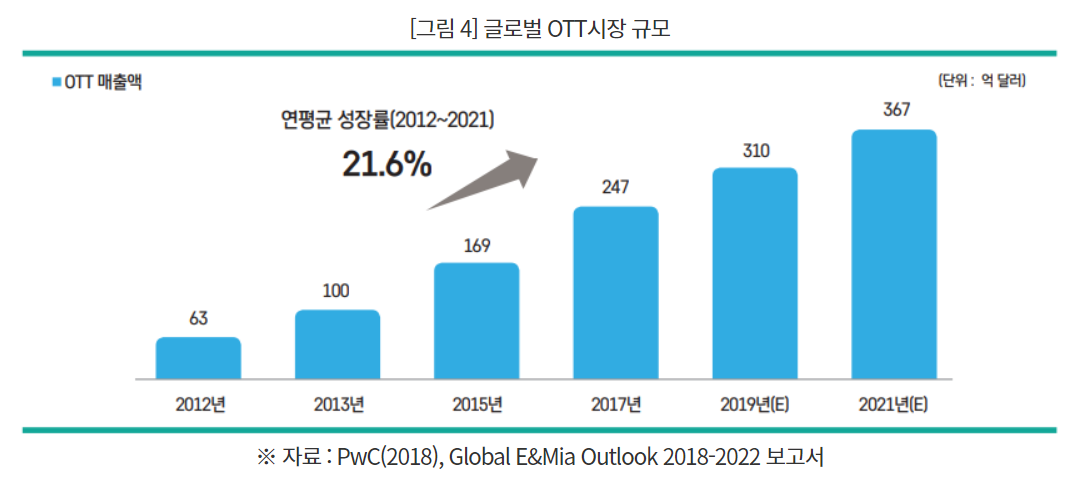 [그림 4] 글로벌 OTT시장 규모
OTT 매출액
(단위 : 억 달러)
연평균 성장률(2012~2021)
21.6%
63
100
169
247
310
367
2012년
2013년
2015년
2017년
2019년(E)
2021년(E)
※ 자료 : PwC(2018), Global E&Mia Outlook 2018-2022 보고서